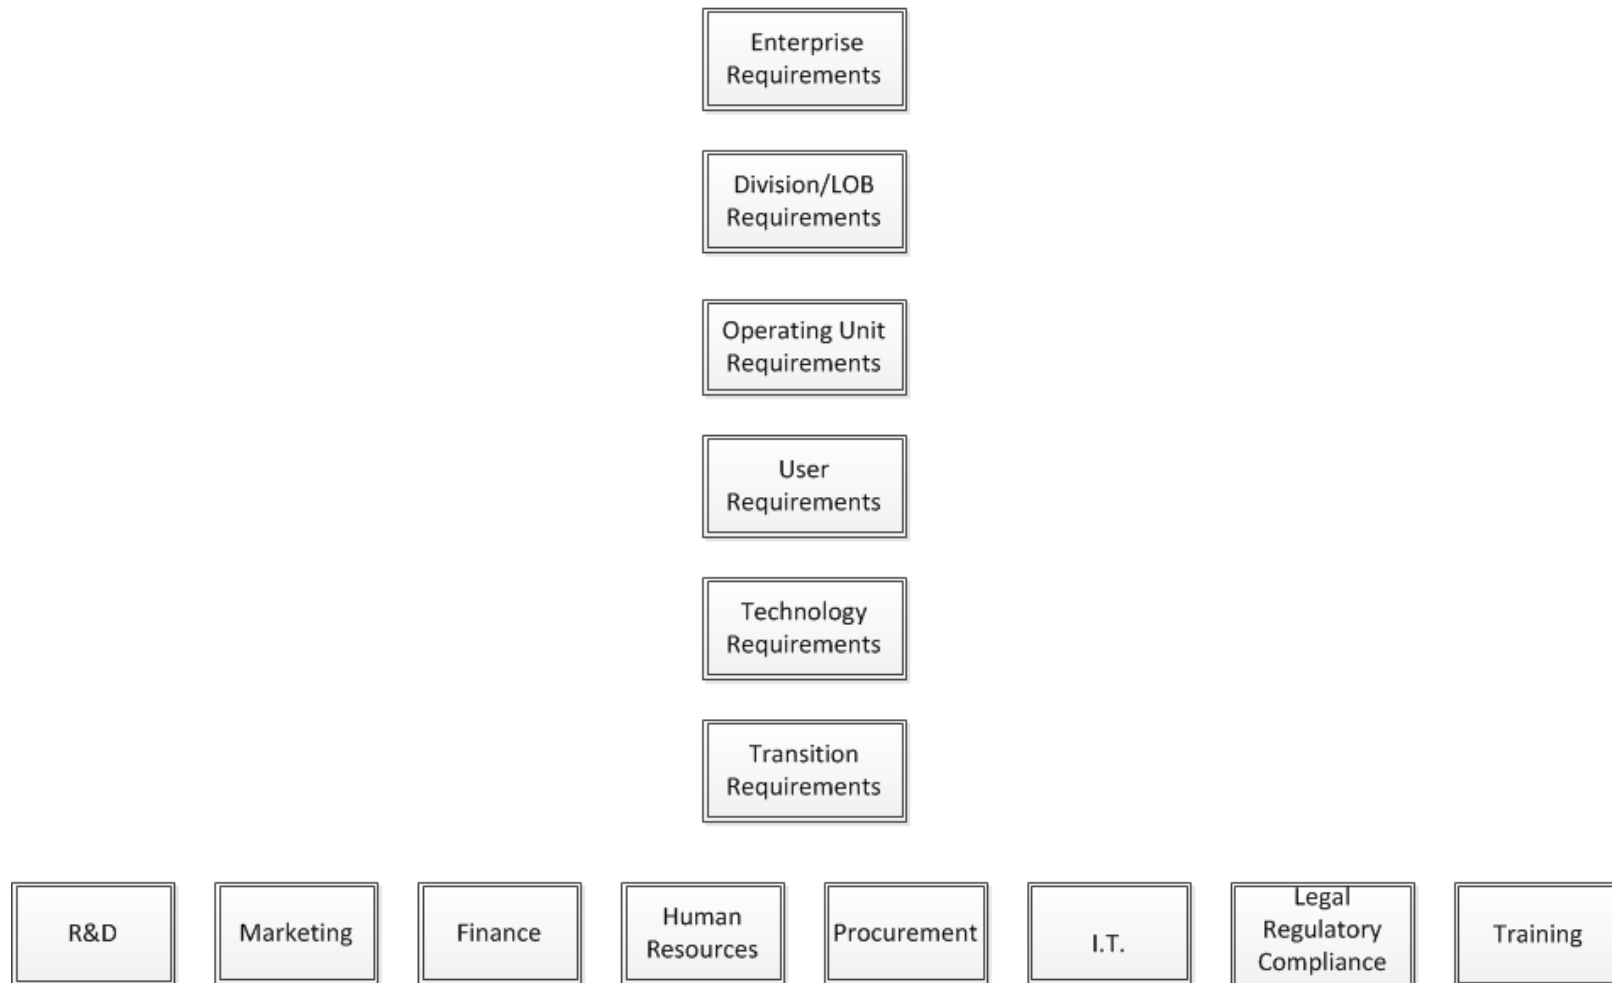 Enterprise
Requirements
Division/LOB
Requirements
Operating Unit
Requirements
User
Requirements
Technology
Requirements
Transition
Requirements
R&D
Marketing
Finance
Human
Resources
Procurement
I.T.
Legal
Regulatory
Compliance
Training